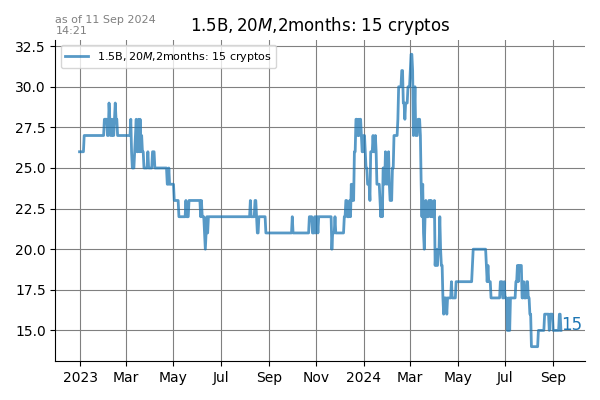 as of 11 Sep 2024
14:21
1.5B, 20M,2months: 15 cryptos
1.5B, 20M,2months: 15 cryptos
32.5
30.0
27.5
25.0
22.5
20.0
17.5
15.0
15
2023 Mar May Jul Sep Nov 2024 Mar May Jul Sep